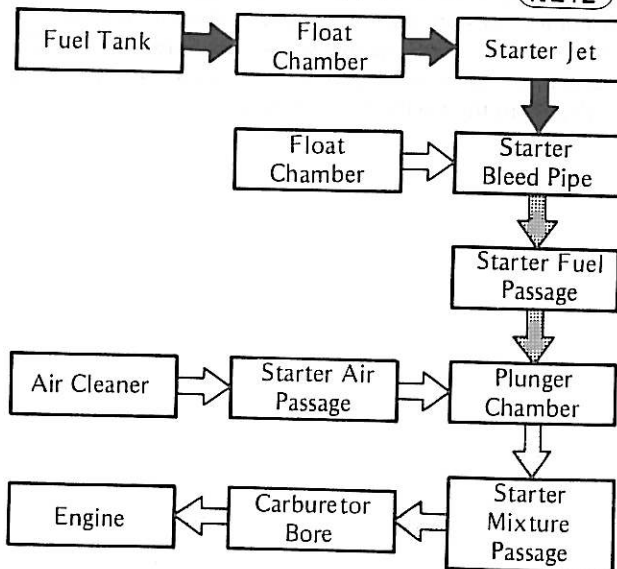 Fuel Tank
Float
Chamber
Starter Jet
Float
Chamber
Starter
Bleed Pipe
Starter Fuel
Passage
Air Cleaner
Starter Air
Passage
Plunger
Chamber
Engine
Carburetor
Bore
Starter
Mixture
Passage